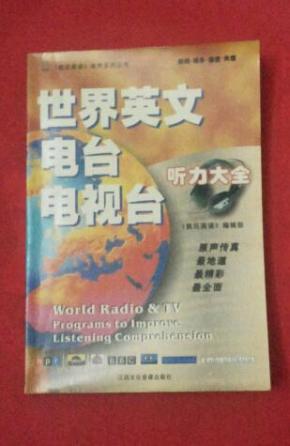 世界英文
电台
电视台
听力大全
《疯狂英语》编辑部
原声传真
最地道
最精彩
最全面
World Radio & TV
Programs to Improve
Listening Comprehension
BBC